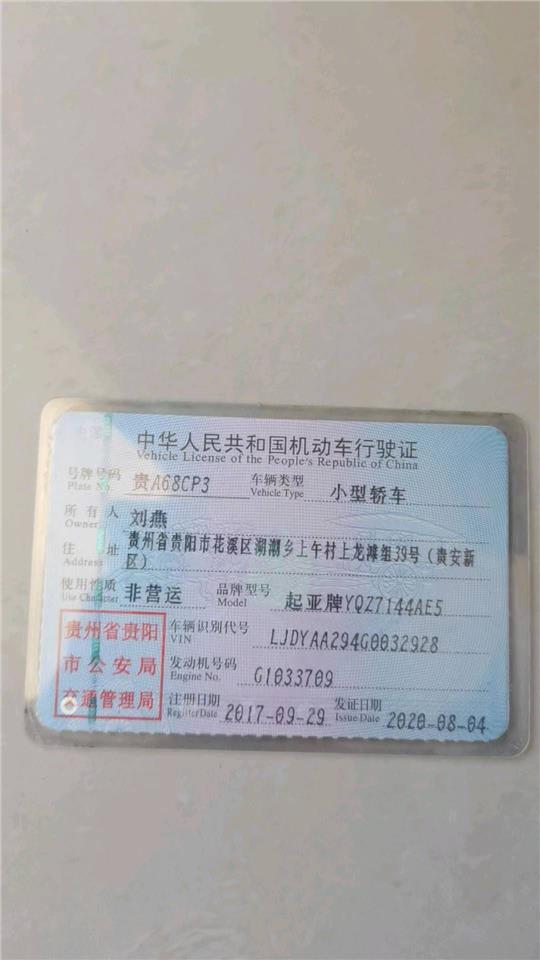 中华人民共和国机动车行驶证
Vehicle License of the People's Republic of China
号牌号码 贵A68CP3 车辆类型 小型轿车
Plate No. Vehicle Type
所有人 刘燕
Owner
住址 贵州省贵阳市花溪区湖潮乡上午村上龙滩组39号（贵安新
Address 区）
使用性质 非营运 品牌型号 起亚牌YQZ7144AE5
Use Character Model
贵州省贵阳
市公安局
交通管理局
车辆识别代号 LJDYAA294G0032928
VIN
发动机号码 G1033709
Engine No.
注册日期 2017-09-29 发证日期 2020-08-04
Register Date Issue Date